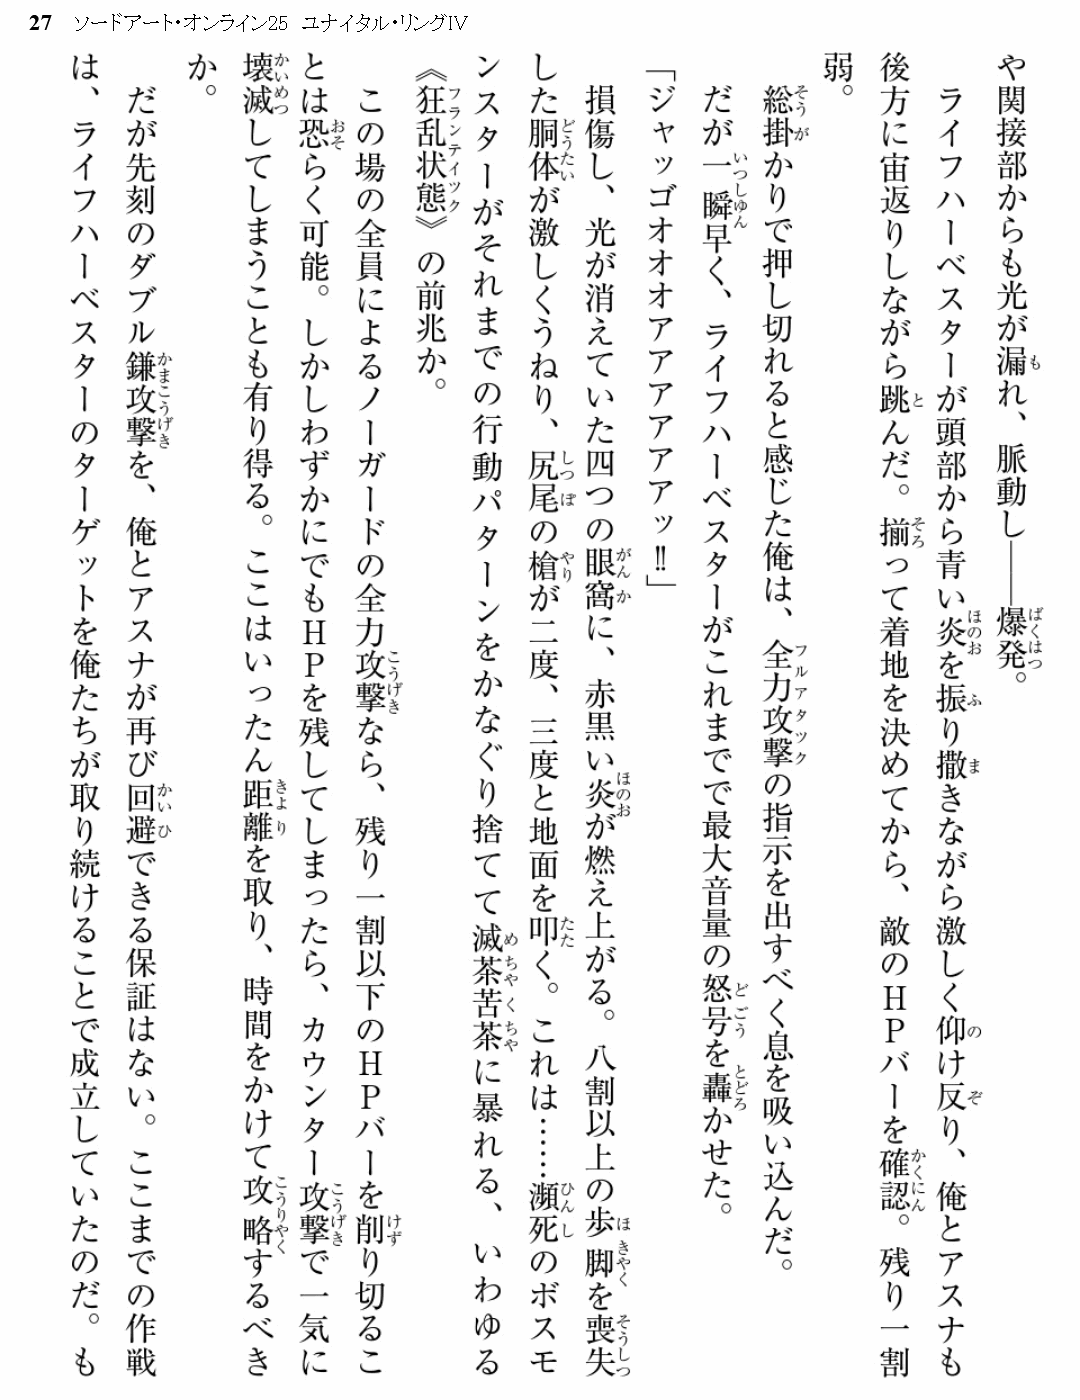 27 ソードアート・オンライン25 ユナイタル・リングⅣ
や関接部からも光が漏れ、脈動し――爆発。
ライフハーベスターが頭部から青い炎を振り撒きながら激しく仰け反り、俺とアスナも
後方に宙返りしながら跳んだ。揃って着地を決めてから、敵のＨＰバーを確認。残り一割
弱。
総掛かりで押し切れると感じた俺は、全力攻撃の指示を出すべく息を吸い込んだ。
だが一瞬早く、ライフハーベスターがこれまでで最大音量の怒号を轟かせた。
「ジャッゴオオオアアアアアアッ‼」
損傷し、光が消えていた四つの眼窩に、赤黒い炎が燃え上がる。八割以上の歩脚を喪失
した胴体が激しくうねり、尻尾の槍が二度、三度と地面を叩く。これは……瀕死のボスモ
ンスターがそれまでの行動パターンをかなぐり捨てて滅茶苦茶に暴れる、いわゆる
《狂乱状態》の前兆か。
この場の全員によるノーガードの全力攻撃なら、残り一割以下のＨＰバーを削り切るこ
とは恐らく可能。しかしわずかにでもＨＰを残してしまったら、カウンター攻撃で一気に
壊滅してしまうことも有り得る。ここはいったん距離を取り、時間をかけて攻略するべき
か。
だが先刻のダブル鎌攻撃を、俺とアスナが再び回避できる保証はない。ここまでの作戦
は、ライフハーベスターのターゲットを俺たちが取り続けることで成立していたのだ。も